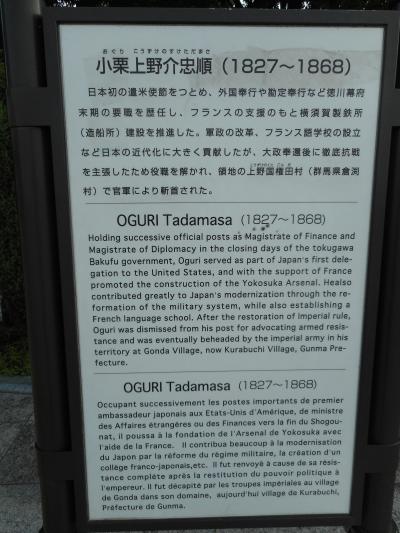 おぐり こうずけのすけただまさ
小栗上野介忠順（1827〜1868）
日本初の遣米使節をつとめ、外国奉行や勘定奉行など徳川幕府
末期の要職を歴任し、フランスの支援のもと横須賀製鉄所
（造船所）建設を推進した。軍政の改革、フランス語学校の設立
など日本の近代化に大きく貢献したが、大政奉還後に徹底抗戦
を主張したため役職を解かれ、領地の上野国権田村（群馬県倉渕
村）で官軍により斬首された。
OGURI Tadamasa (1827〜1868)
Holding successive official posts as Magistrate of Finance and
Magistrate of Diplomacy in the closing days of the tokugawa
Bakufu government, Oguri served as part of Japan's first dele-
gation to the United States, and with the support of France
promoted the construction of the Yokosuka Arsenal. Healso
contributed greatly to Japan's modernization through the re-
formation of the military system, while also establishing a
French language school. After the restoration of imperial rule,
Oguri was dismissed from his post for advocating armed resis-
tance and was eventually beheaded by the imperial army in his
territory at Gonda Village, now Kurabuchi Village, Gunma Pre-
fecture.
OGURI Tadamasa (1827〜1868)
Occupant successivement les postes importants de premier
ambassadeur japonais aux Etats-Unis d'Amérique, de ministre
des Affaires étrangéres ou des Finances vers la fin du Shogou-
nat, il poussa à la fondation de l'Arsenal de Yokosuka avec
l'aide de la France. Il contribua beaucoup à la modernisation
du Japon par la réforme du règime militaire, la création d'un
collège franco-japonais,etc. Il fut renvoyé à cause de sa résis-
tance complète après la restitution du pouvoir politique à
l'empereur. Il fut décapité par les troupes impériales au village
de Gonda dans son domaine, aujourd'hui village de Kurabuchi,
Préfecture de Gunma.